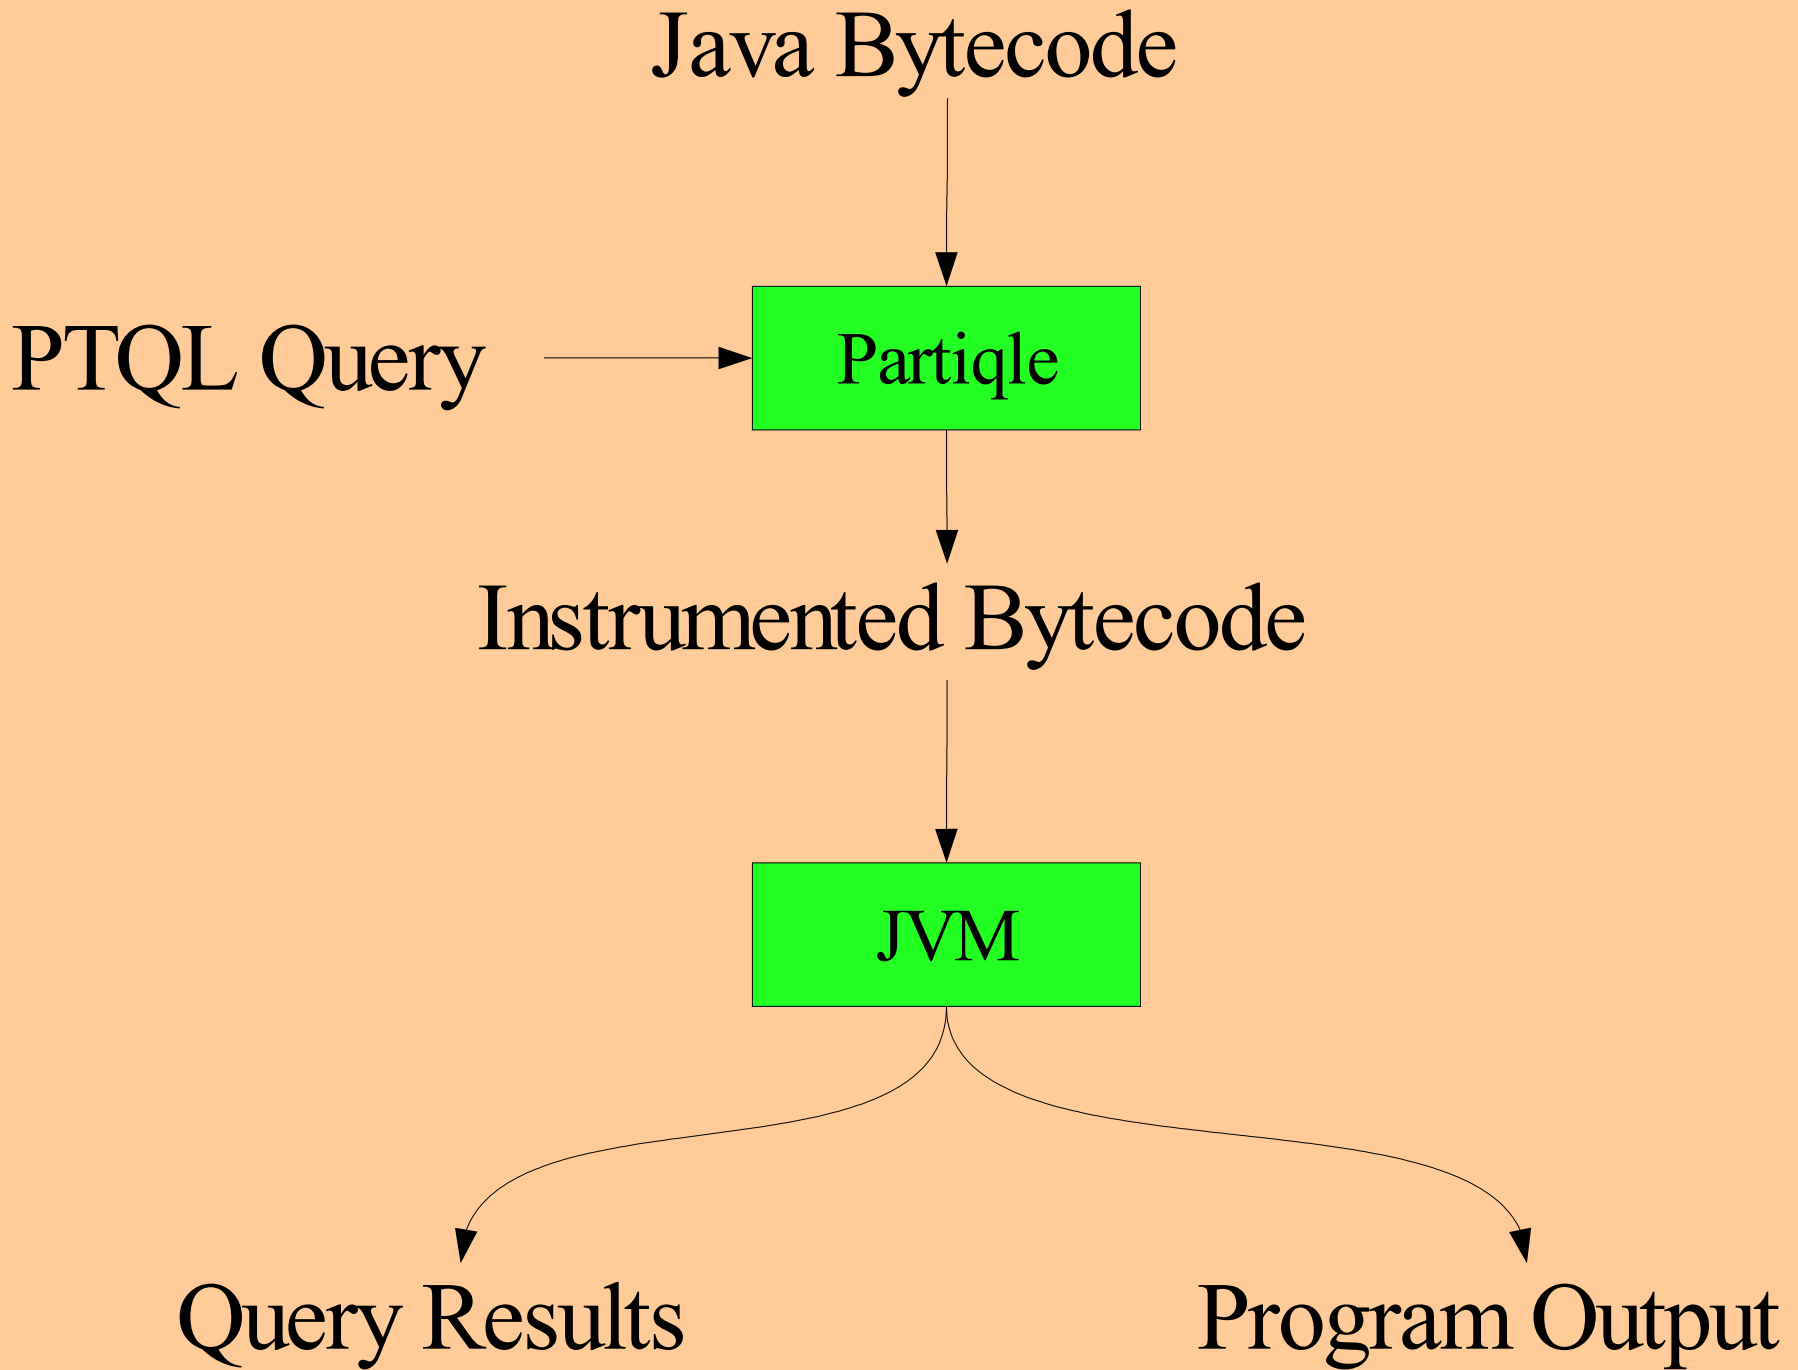 Java Bytecode
PTQL Query
Partiqle
Instrumented Bytecode
JVM
Query Results
Program Output